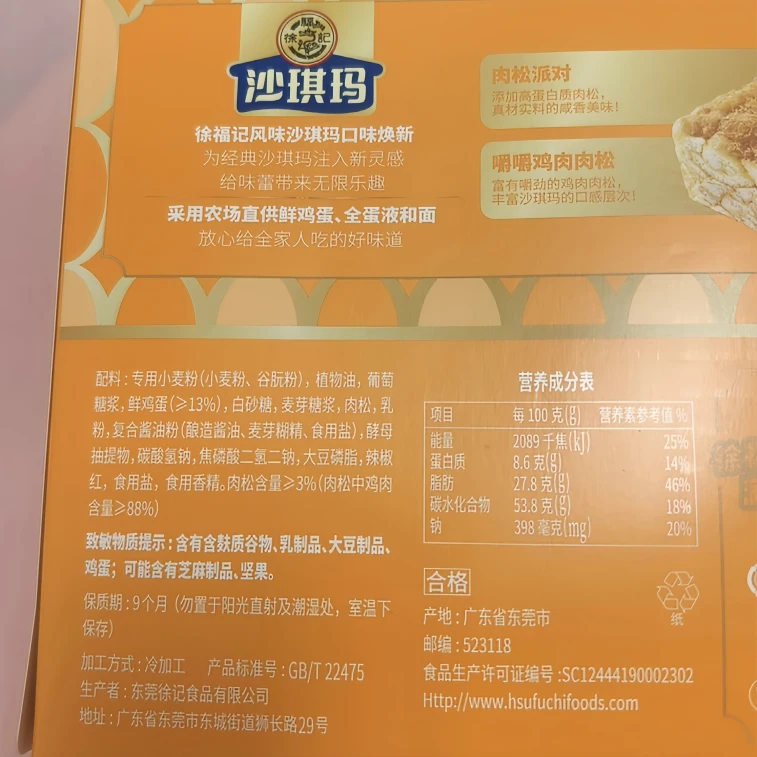 徐福記
沙琪玛
徐福记风味沙琪玛口味焕新
为经典沙琪玛注入新灵感
给味蕾带来无限乐趣
采用农场直供鲜鸡蛋、全蛋液和面
放心给全家人吃的好味道
肉松派对
添加高蛋白质肉松，
真材实料的咸香美味！
嚼嚼鸡肉肉松
富有嚼劲的鸡肉肉松，
丰富沙琪玛的口感层次！
配料：专用小麦粉（小麦粉、谷朊粉），植物油，葡萄
糖浆，鲜鸡蛋（≥13%），白砂糖，麦芽糖浆，肉松，乳
粉，复合酱油粉（酿造酱油、麦芽糊精、食用盐），酵母
抽提物，碳酸氢钠，焦磷酸二氢二钠，大豆磷脂，辣椒
红，食用盐，食用香精。肉松含量≥3%（肉松中鸡肉
含量≥88%）
致敏物质提示：含有含麸质谷物、乳制品、大豆制品、
鸡蛋；可能含有芝麻制品、坚果。
保质期：9个月（勿置于阳光直射及潮湿处，室温下
保存）
加工方式：冷加工 产品标准号：GB/T 22475
生产者：东莞徐记食品有限公司
地址：广东省东莞市东城街道狮长路29号
营养成分表
项目 每 100 克(g) 营养素参考值 %
能量 2089 千焦(kJ) 25%
蛋白质 8.6 克(g) 14%
脂肪 27.8 克(g) 46%
碳水化合物 53.8 克(g) 18%
钠 398 毫克(mg) 20%
合格
纸
产地：广东省东莞市
邮编：523118
食品生产许可证编号：SC12444190002302
Http://www.hsufuchifoods.com